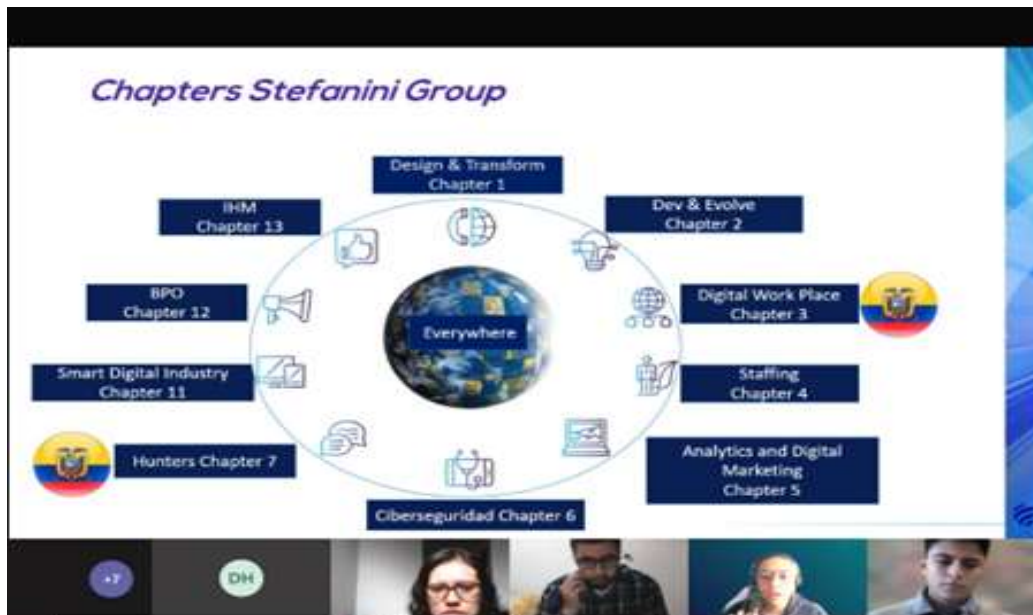 Chapters Stefanini Group
Design & Transform
Chapter 1
IHM
Chapter 13
Dev & Evolve
Chapter 2
BPO
Chapter 12
Digital Work Place
Chapter 3
Everywhere
Smart Digital Industry
Chapter 11
Staffing
Chapter 4
Hunters Chapter 7
Analytics and Digital
Marketing
Chapter 5
Ciberseguridad Chapter 6
+7
DH